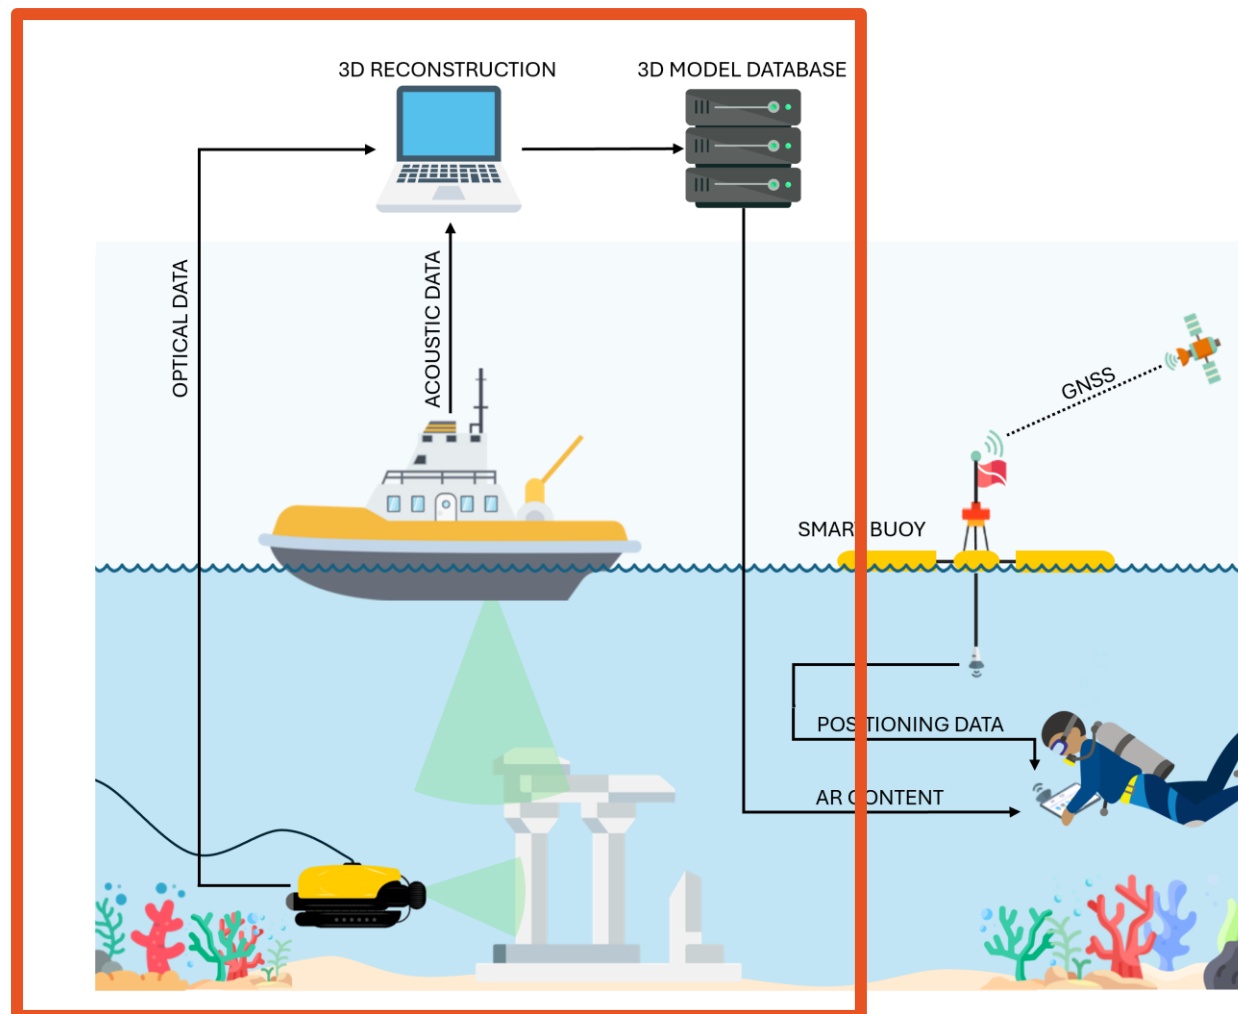 3D RECONSTRUCTION
3D MODEL DATABASE
OPTICAL DATA
ACOUSTIC DATA
GNSS
SMART BUOY
POSITIONING DATA
AR CONTENT